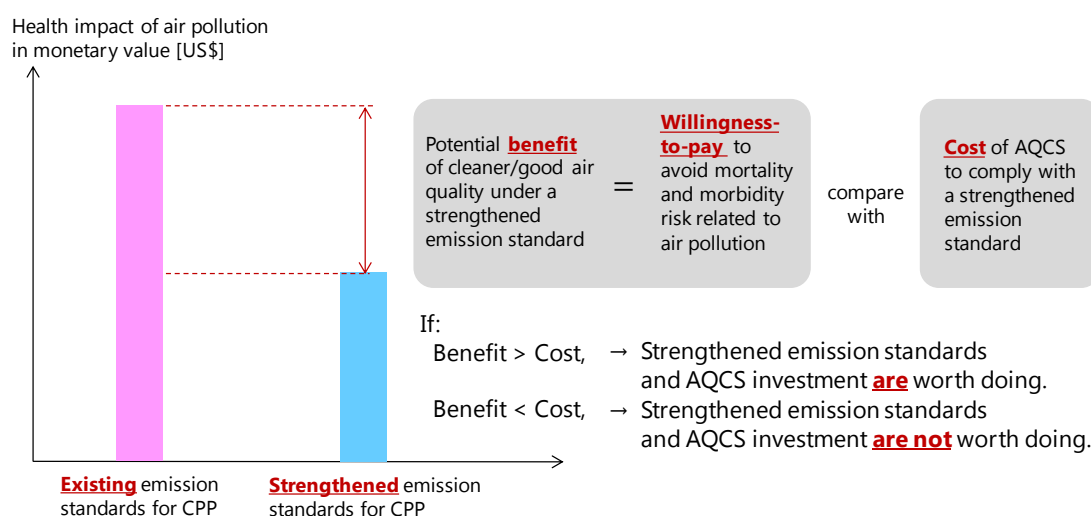 Health impact of air pollution
in monetary value [US$]
Potential benefit
of cleaner/good air
quality under a
strengthened
emission standard
=
Willingness-
to-pay to
avoid mortality
and morbidity
risk related to
air pollution
compare
with
Cost of AQCS
to comply with
a strengthened
emission
standard
If:
Benefit > Cost, → Strengthened emission standards
and AQCS investment are worth doing.
Benefit < Cost, → Strengthened emission standards
and AQCS investment are not worth doing.
Existing emission
standards for CPP
Strengthened emission
standards for CPP